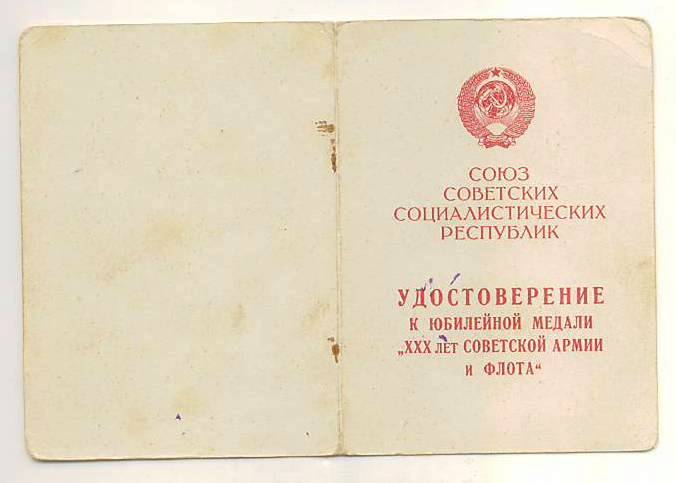 СОЮЗ
СОВЕТСКИХ
СОЦИАЛИСТИЧЕСКИХ
РЕСПУБЛИК
УДОСТОВЕРЕНИЕ
К ЮБИЛЕЙНОЙ МЕДАЛИ
„XXX ЛЕТ СОВЕТСКОЙ АРМИИ
И ФЛОТА“